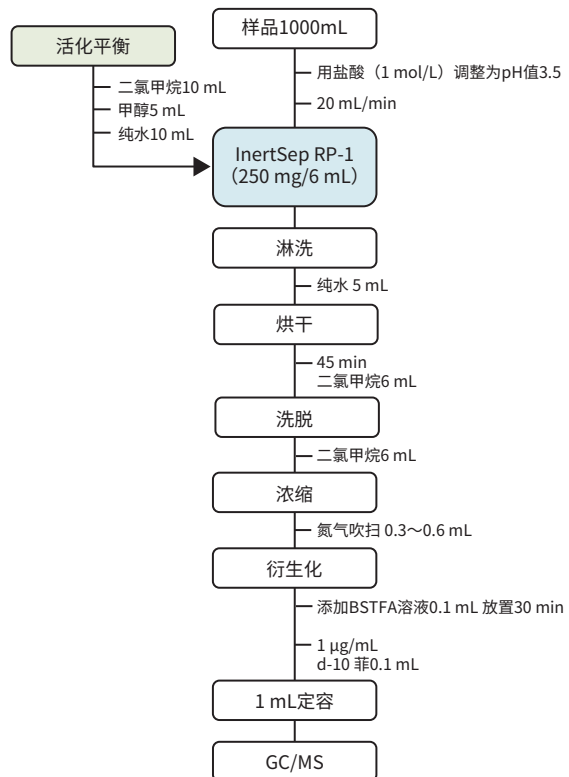 样品1000mL
活化平衡
二氯甲烷10 mL
甲醇5 mL
纯水10 mL
用盐酸（1 mol/L）调整为pH值3.5
20 mL/min
InertSep RP-1
（250 mg/6 mL）
淋洗
纯水 5 mL
烘干
45 min
二氯甲烷6 mL
洗脱
二氯甲烷6 mL
浓缩
氮气吹扫 0.3～0.6 mL
衍生化
添加BSTFA溶液0.1 mL 放置30 min
1 μg/mL
d-10 菲0.1 mL
1 mL定容
GC/MS